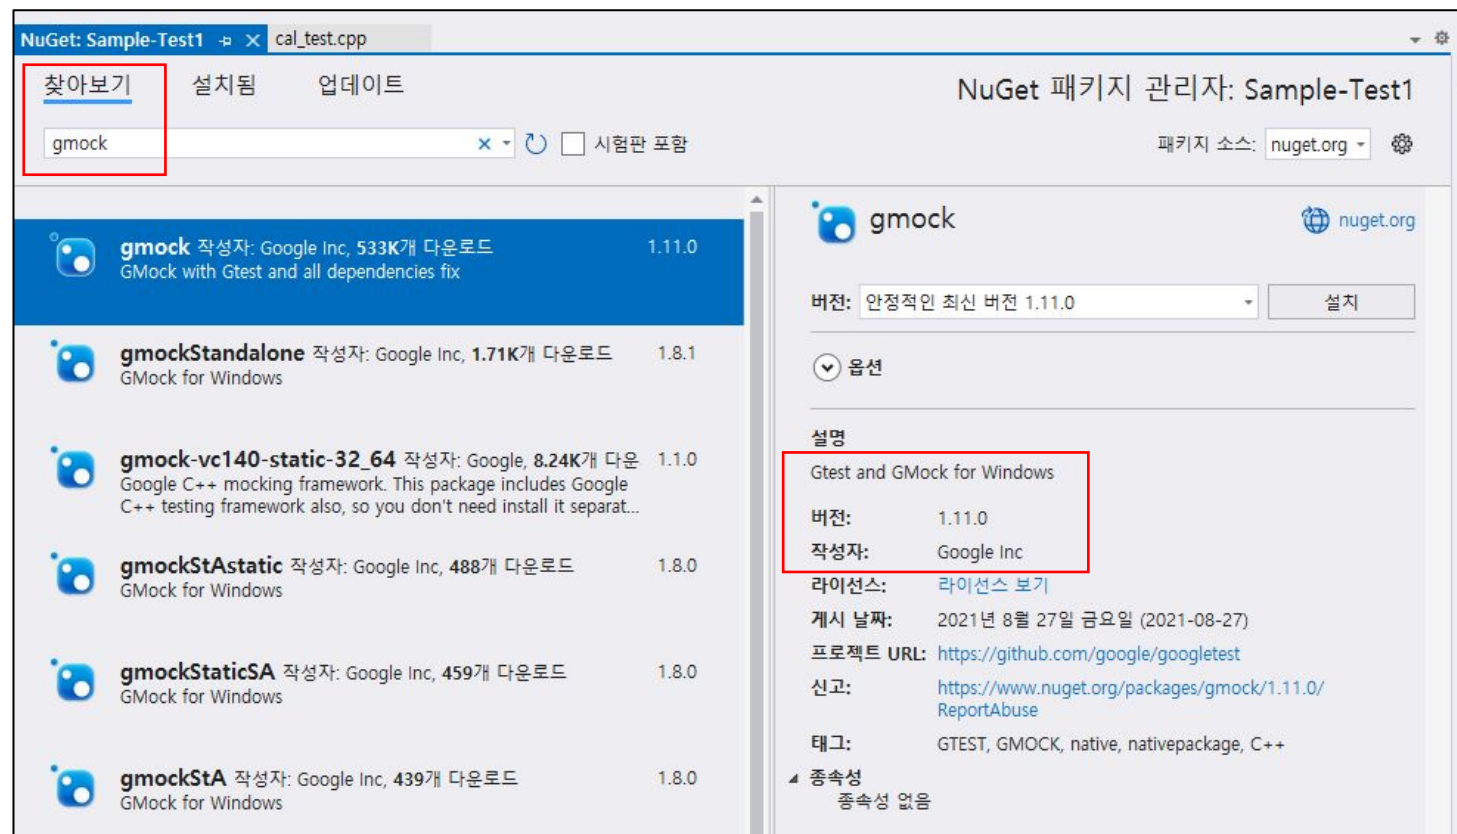 NuGet: Sample-Test1
cal_test.cpp
찾아보기 설치됨 업데이트
NuGet 패키지 관리자: Sample-Test1
gmock
시험판 포함
패키지 소스: nuget.org
gmock 작성자: Google Inc, 533K개 다운로드 1.11.0
GMock with Gtest and all dependencies fix
gmockStandalone 작성자: Google Inc, 1.71K개 다운로드 1.8.1
GMock for Windows
gmock-vc140-static-32_64 작성자: Google, 8.24K개 다운 1.1.0
Google C++ mocking framework. This package includes Google
C++ testing framework also, so you don't need install it separat...
gmockStAstatic 작성자: Google Inc, 488개 다운로드 1.8.0
GMock for Windows
gmockStaticSA 작성자: Google Inc, 459개 다운로드 1.8.0
GMock for Windows
gmockStA 작성자: Google Inc, 439개 다운로드 1.8.0
GMock for Windows
gmock
nuget.org
버전: 안정적인 최신 버전 1.11.0 설치
옵션
설명
Gtest and GMock for Windows
버전: 1.11.0
작성자: Google Inc
라이선스: 라이선스 보기
게시 날짜: 2021년 8월 27일 금요일 (2021-08-27)
프로젝트 URL: https://github.com/google/googletest
신고: https://www.nuget.org/packages/gmock/1.11.0/
ReportAbuse
태그: GTEST, GMOCK, native, nativepackage, C++
종속성
종속성 없음